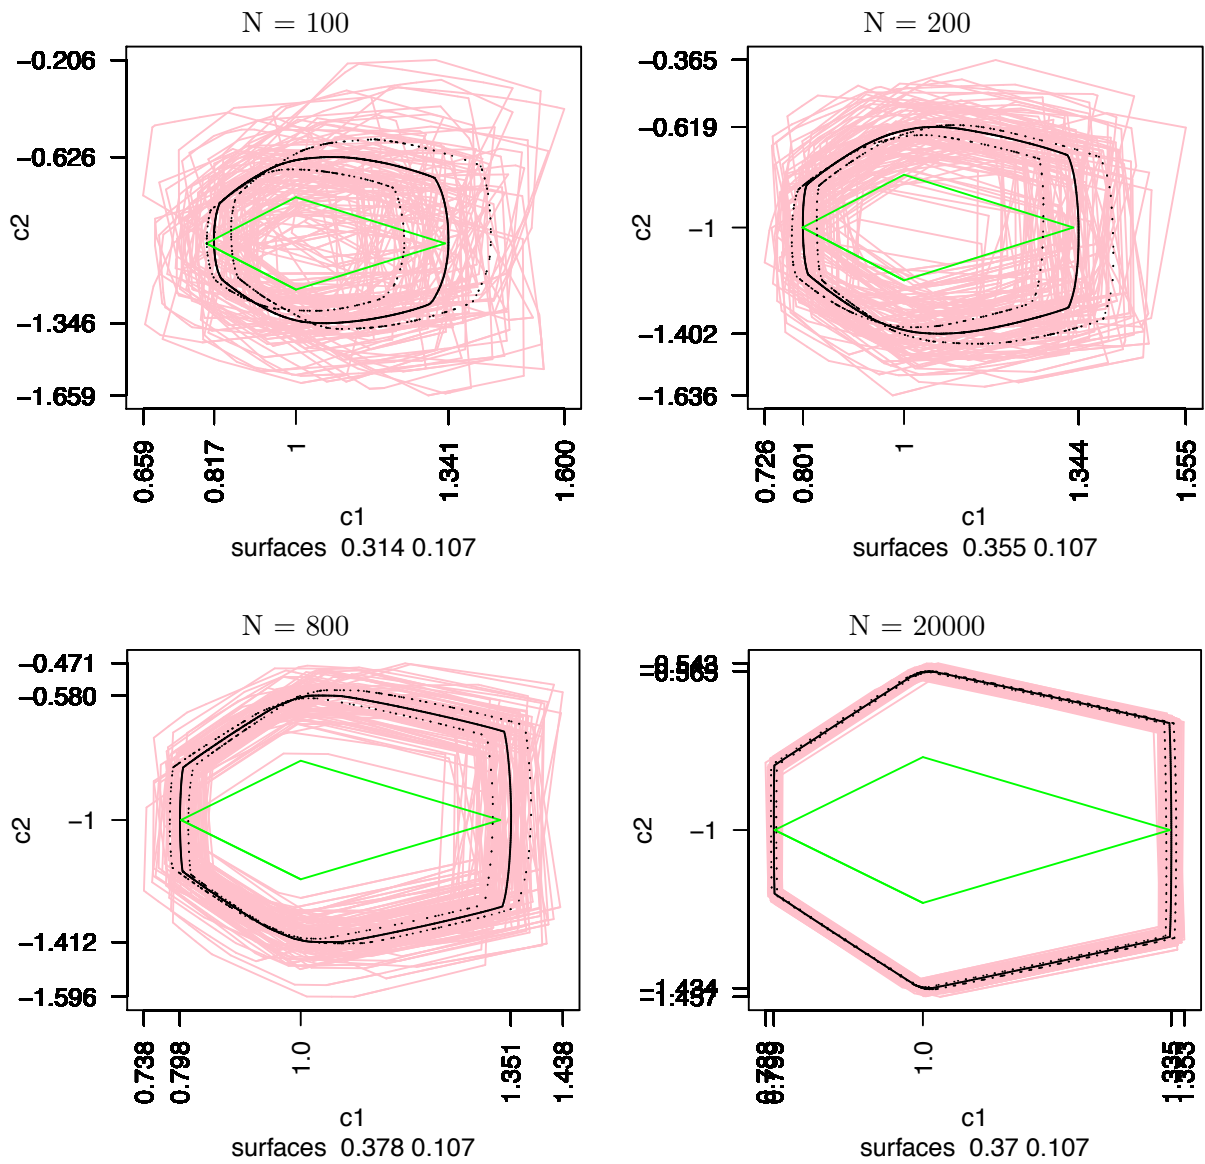 N = 100
−0.206
−0.626
−1.346
−1.659
c2
0.659
0.817
1
1.341
1.600
c1
surfaces 0.314 0.107
N = 200
−0.365
−0.619
−1
−1.402
−1.636
c2
0.726
0.801
1
1.344
1.555
c1
surfaces 0.355 0.107
N = 800
−0.471
−0.580
−1
−1.412
−1.596
c2
0.738
0.798
1.0
1.351
1.438
c1
surfaces 0.378 0.107
N = 20000
−1
c2
1.0
c1
surfaces 0.37 0.107